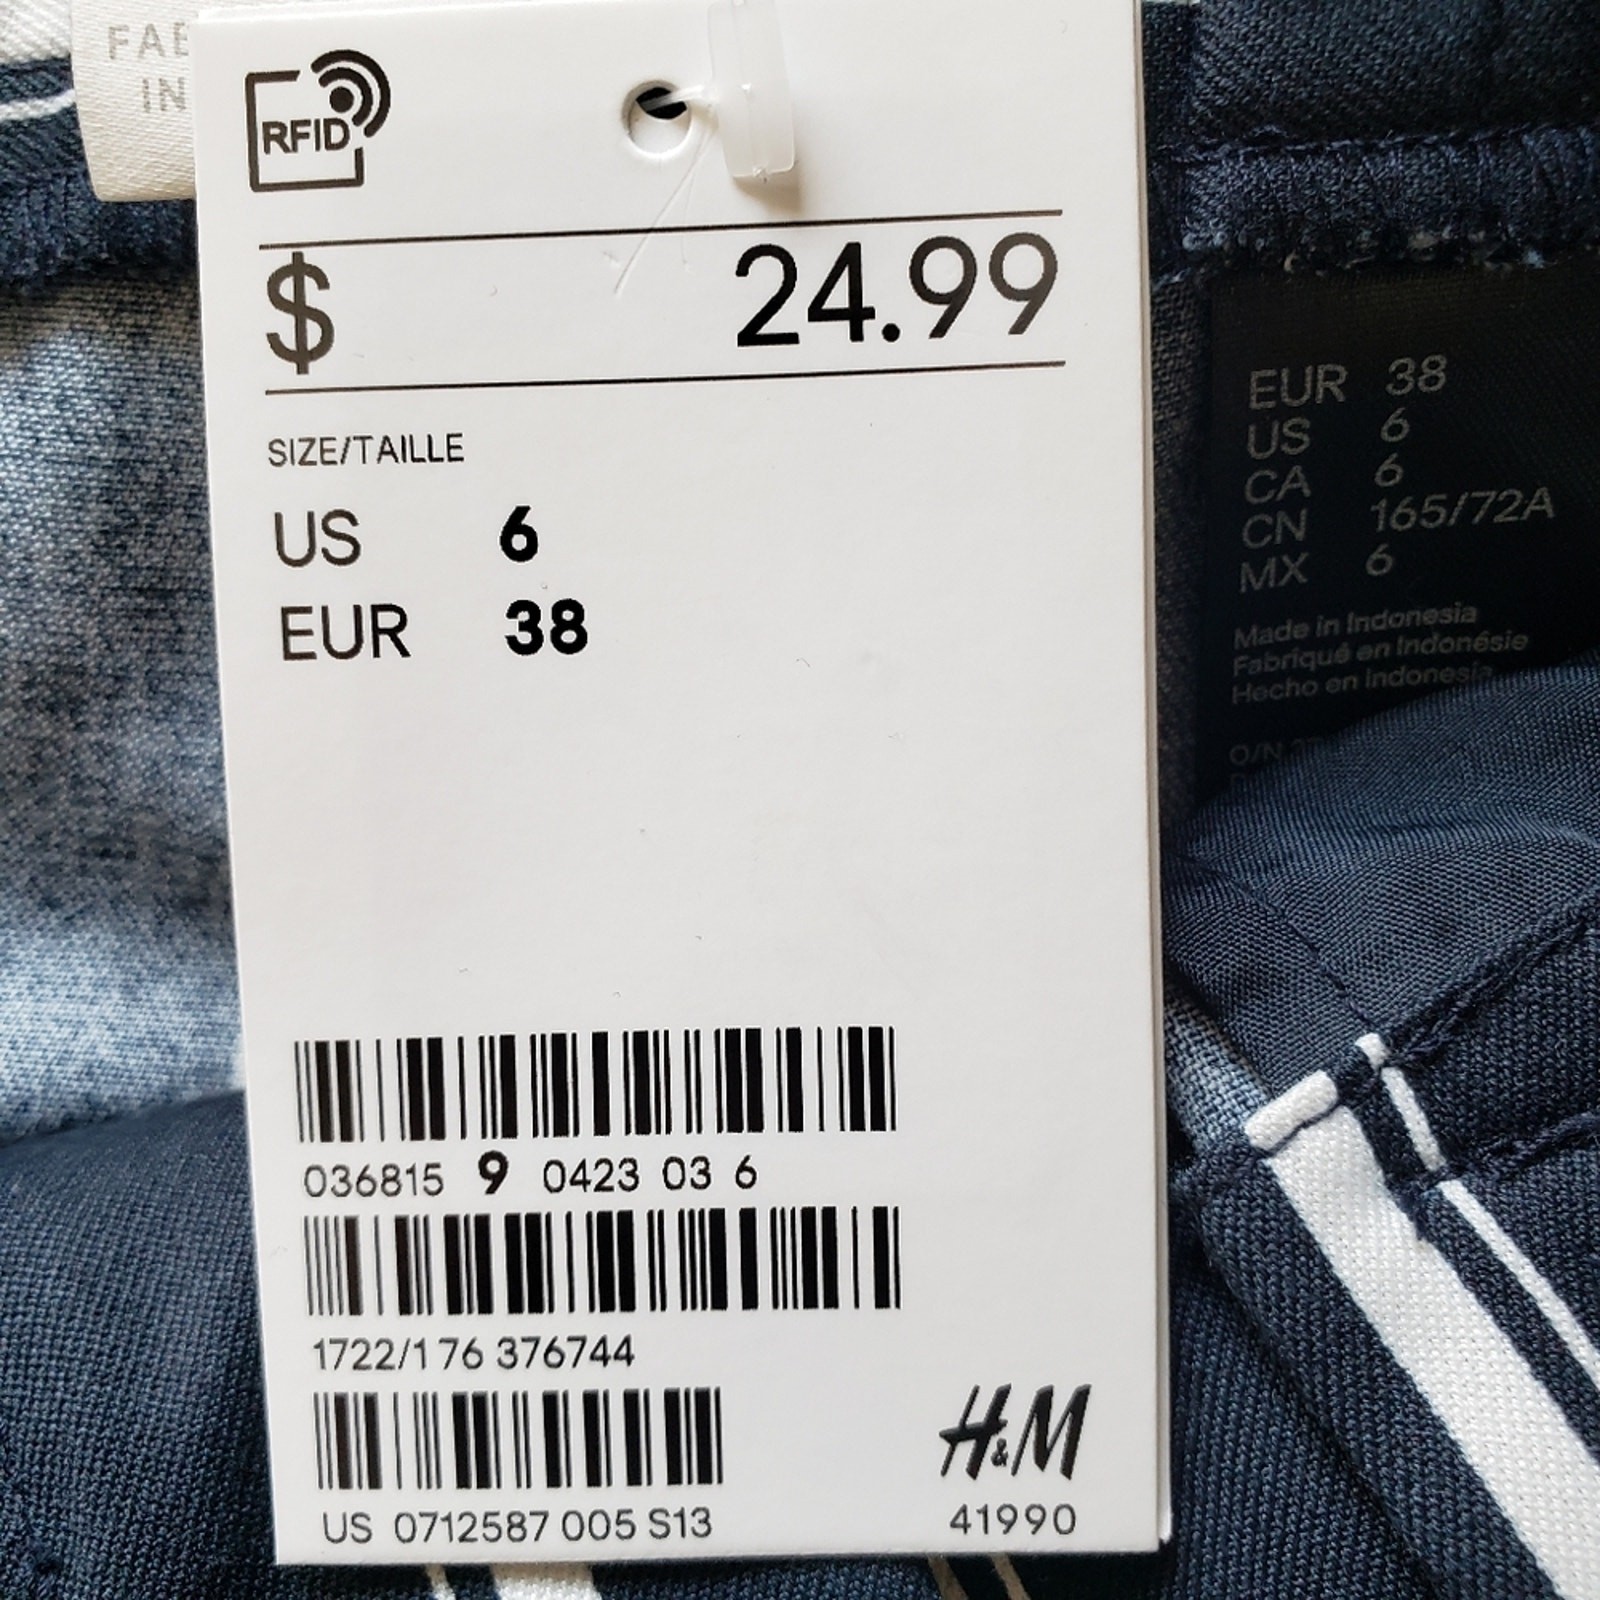 IN
RFID
$ 24.99
SIZE/TAILLE
US 6
EUR 38
036815 9 0423 03 6
1722/1 76 376744
US 0712587 005 S13
H&M
41990
EUR 38
US 6
CA 6
CN 165/72A
MX 6
Made in Indonesia
Fabriqué en Indonésie
Hecho en Indonesia
O/N